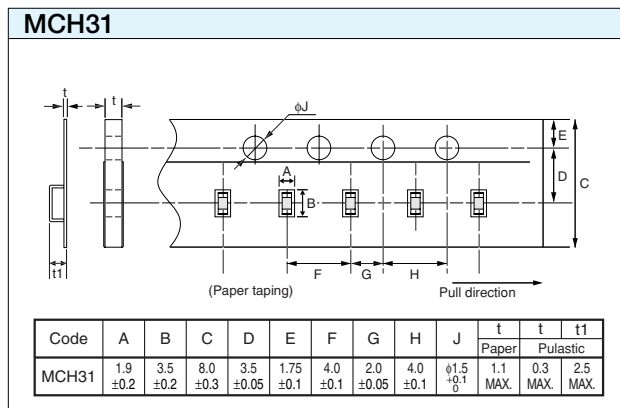 MCH31
t
t
ϕJ
A
B
E
D
C
t1
F
G
H
(Paper taping)
Pull direction
Code A B C D E F G H J t t t1
Paper Pulastic
MCH31 1.9 ±0.2 3.5 ±0.2 8.0 ±0.3 3.5 ±0.05 1.75 ±0.1 4.0 ±0.1 2.0 ±0.05 4.0 ±0.1 ϕ1.5 +0.1 0 1.1 MAX. 0.3 MAX. 2.5 MAX.